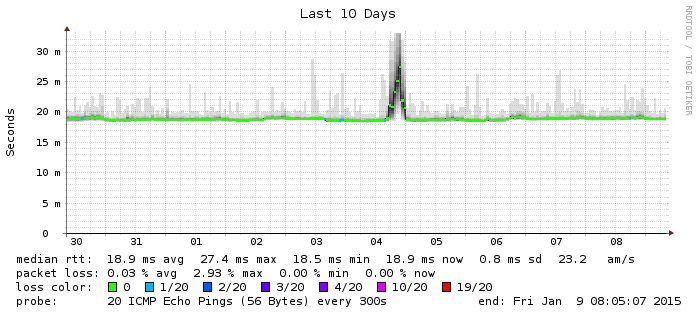 Last 10 Days
RRDTOOL / TOBI OETIKER
Seconds
30 m
25 m
20 m
15 m
10 m
5 m
0
30 31 01 02 03 04 05 06 07 08
median rtt: 18.9 ms avg 27.4 ms max 18.5 ms min 18.9 ms now 0.8 ms sd 23.2 am/s
packet loss: 0.03 % avg 2.93 % max 0.00 % min 0.00 % now
loss color: 0 1/20 2/20 3/20 4/20 10/20 19/20
probe: 20 ICMP Echo Pings (56 Bytes) every 300s end: Fri Jan 9 08:05:07 2015